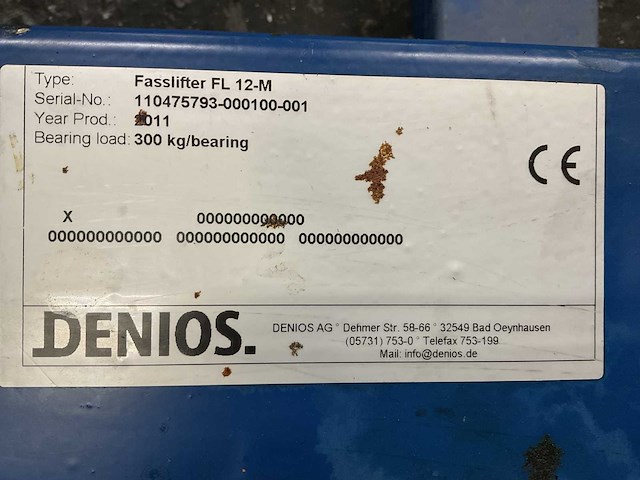 Type: Fasslifter FL 12-M
Serial-No.: 110475793-000100-001
Year Prod.: 2011
Bearing load: 300 kg/bearing
CE
X 000000000000
000000000000 000000000000 000000000000
DENIOS.
DENIOS AG ° Dehmer Str. 58-66 ° 32549 Bad Oeynhausen
(05731) 753-0 ° Telefax 753-199
Mail: info@denios.de